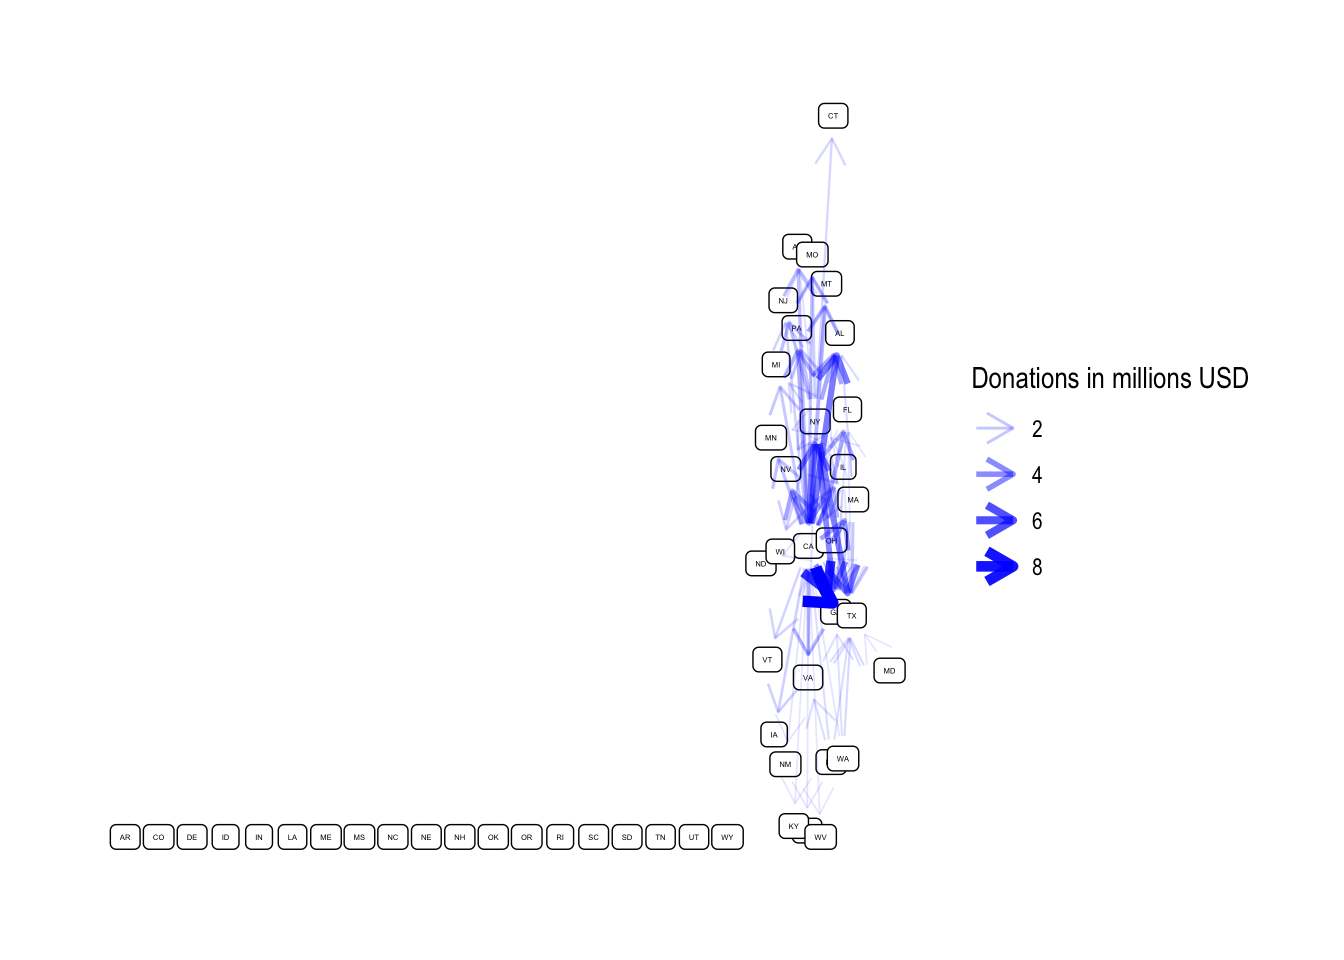 CT
MO
MT
NJ
PA
AL
MI
FL
NY
MN
NV
IL
MA
OH
CA
WI
ND
TX
VT
MD
VA
IA
WA
NM
KY
WV
AR CO DE ID IN LA ME MS NC NE NH OK OR RI SC SD TN UT WY
Donations in millions USD
2
4
6
8